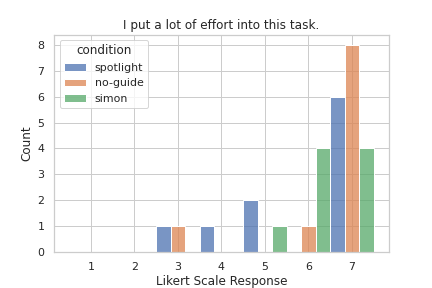 I put a lot of effort into this task.
condition
spotlight
no-guide
simon
Count
8
7
6
5
4
3
2
1
0
1 2 3 4 5 6 7
Likert Scale Response